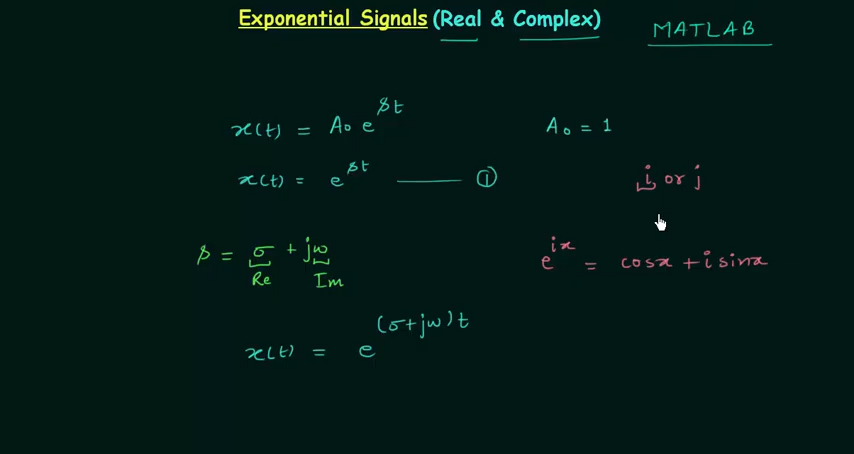 Exponential Signals (Real & Complex)
MATLAB
x(t) = A₀ e^{st}
A₀ = 1
x(t) = e^{st} ——— ①
i or j
s = σ + jω
Re Im
e^{ix} = cosx + i sinx
x(t) = e^{(σ+jω)t}